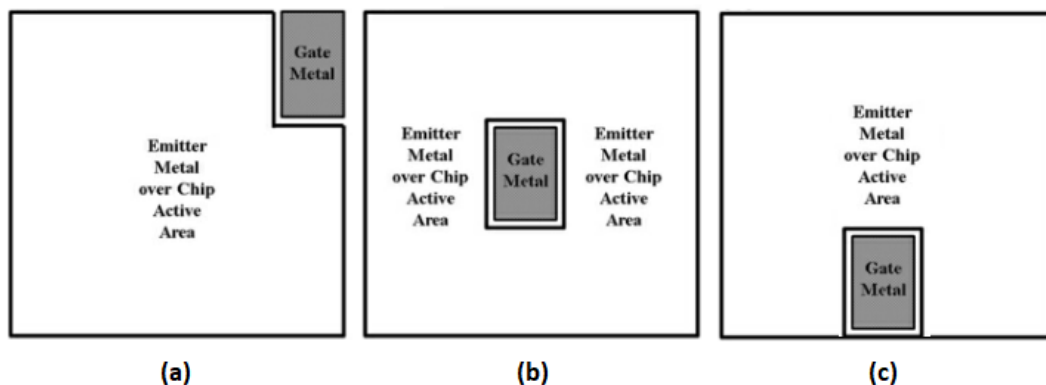 Gate
Metal
Emitter
Metal
over Chip
Active
Area
(a)
Emitter
Metal
over Chip
Active
Area
Gate
Metal
Emitter
Metal
over Chip
Active
Area
(b)
Emitter
Metal
over Chip
Active
Area
Gate
Metal
(c)